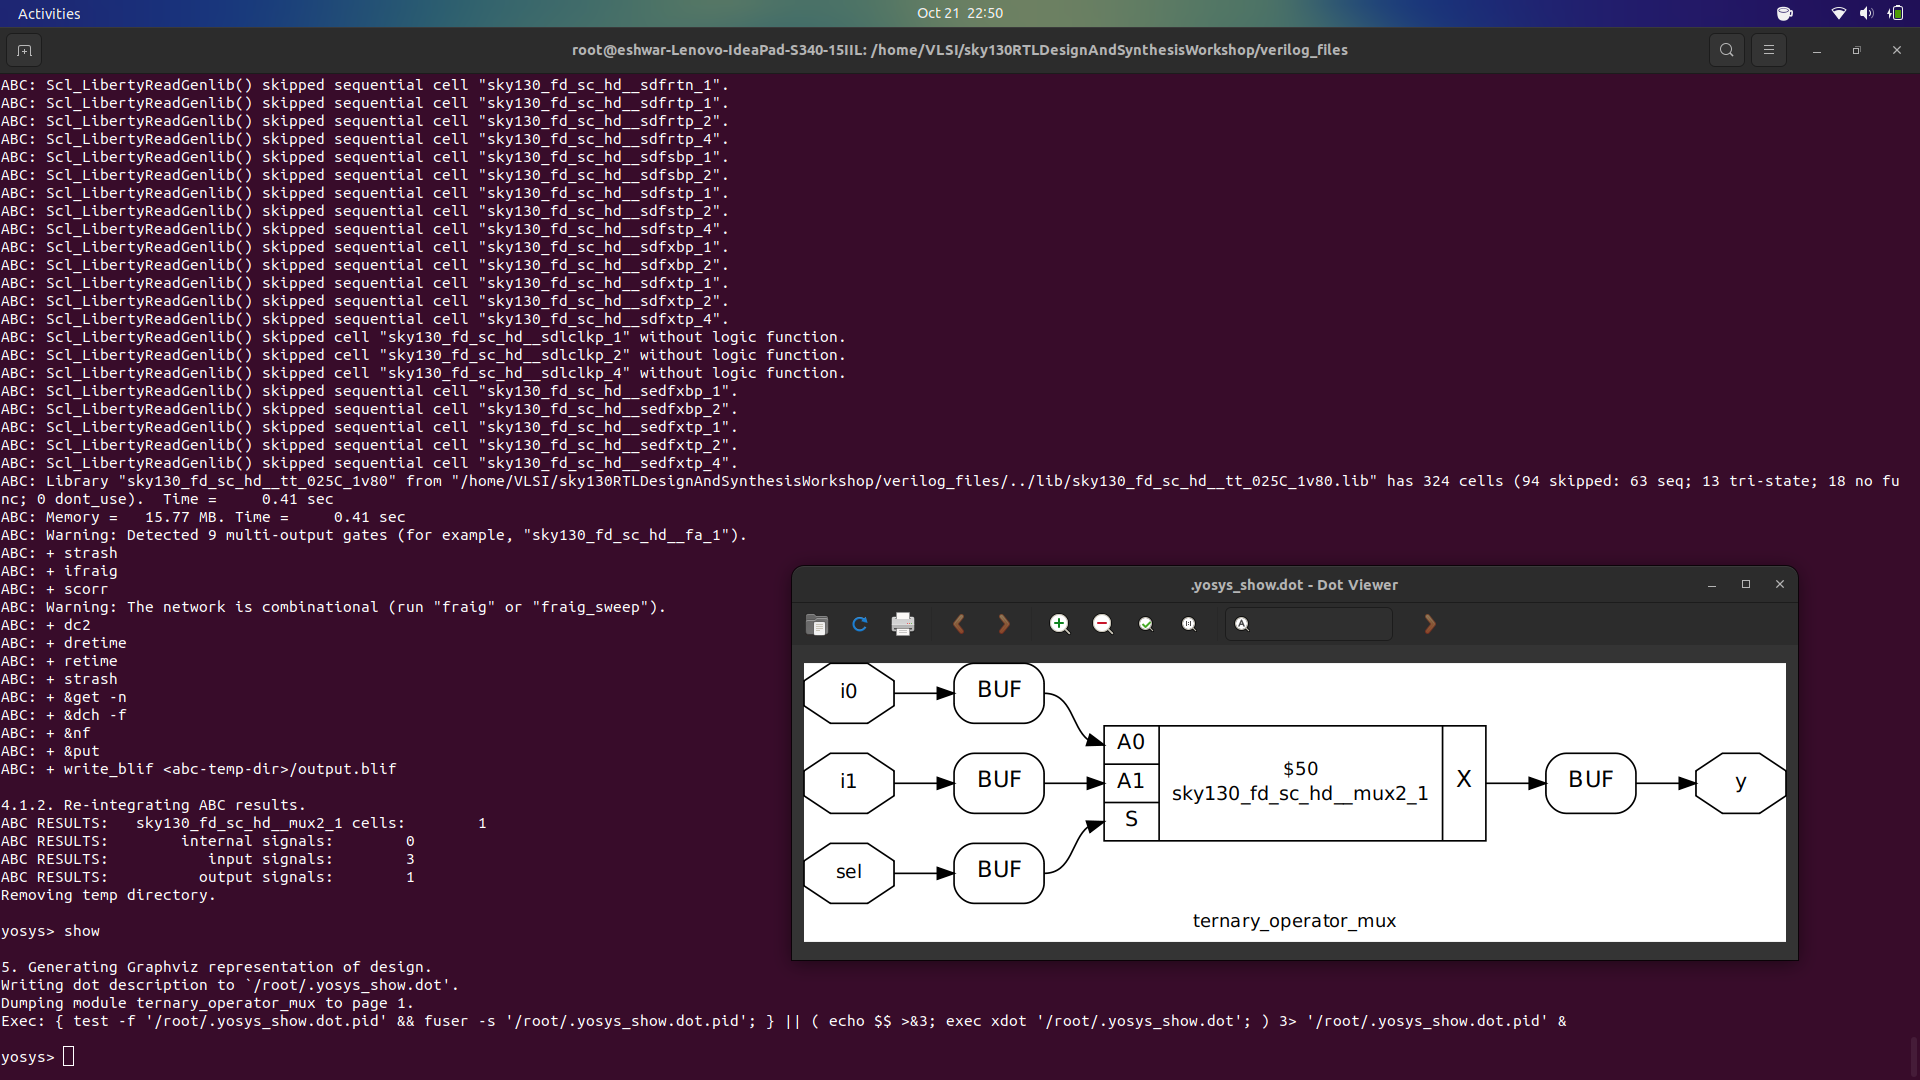 Activities
Oct 21 22:50
root@eshwar-Lenovo-IdeaPad-S340-15IIL: /home/VLSI/sky130RTLDesignAndSynthesisWorkshop/verilog_files
ABC: Scl_LibertyReadGenlib() skipped sequential cell "sky130_fd_sc_hd__sdfrtn_1".
ABC: Scl_LibertyReadGenlib() skipped sequential cell "sky130_fd_sc_hd__sdfrtp_1".
ABC: Scl_LibertyReadGenlib() skipped sequential cell "sky130_fd_sc_hd__sdfrtp_2".
ABC: Scl_LibertyReadGenlib() skipped sequential cell "sky130_fd_sc_hd__sdfrtp_4".
ABC: Scl_LibertyReadGenlib() skipped sequential cell "sky130_fd_sc_hd__sdfsbp_1".
ABC: Scl_LibertyReadGenlib() skipped sequential cell "sky130_fd_sc_hd__sdfsbp_2".
ABC: Scl_LibertyReadGenlib() skipped sequential cell "sky130_fd_sc_hd__sdfstp_1".
ABC: Scl_LibertyReadGenlib() skipped sequential cell "sky130_fd_sc_hd__sdfstp_2".
ABC: Scl_LibertyReadGenlib() skipped sequential cell "sky130_fd_sc_hd__sdfstp_4".
ABC: Scl_LibertyReadGenlib() skipped sequential cell "sky130_fd_sc_hd__sdfxbp_1".
ABC: Scl_LibertyReadGenlib() skipped sequential cell "sky130_fd_sc_hd__sdfxbp_2".
ABC: Scl_LibertyReadGenlib() skipped sequential cell "sky130_fd_sc_hd__sdfxtp_1".
ABC: Scl_LibertyReadGenlib() skipped sequential cell "sky130_fd_sc_hd__sdfxtp_2".
ABC: Scl_LibertyReadGenlib() skipped sequential cell "sky130_fd_sc_hd__sdfxtp_4".
ABC: Scl_LibertyReadGenlib() skipped cell "sky130_fd_sc_hd__sdlclkp_1" without logic function.
ABC: Scl_LibertyReadGenlib() skipped cell "sky130_fd_sc_hd__sdlclkp_2" without logic function.
ABC: Scl_LibertyReadGenlib() skipped cell "sky130_fd_sc_hd__sdlclkp_4" without logic function.
ABC: Scl_LibertyReadGenlib() skipped sequential cell "sky130_fd_sc_hd__sedfxbp_1".
ABC: Scl_LibertyReadGenlib() skipped sequential cell "sky130_fd_sc_hd__sedfxbp_2".
ABC: Scl_LibertyReadGenlib() skipped sequential cell "sky130_fd_sc_hd__sedfxtp_1".
ABC: Scl_LibertyReadGenlib() skipped sequential cell "sky130_fd_sc_hd__sedfxtp_2".
ABC: Scl_LibertyReadGenlib() skipped sequential cell "sky130_fd_sc_hd__sedfxtp_4".
ABC: Library "sky130_fd_sc_hd__tt_025C_1v80" from "/home/VLSI/sky130RTLDesignAndSynthesisWorkshop/verilog_files/../lib/sky130_fd_sc_hd__tt_025C_1v80.lib" has 324 cells (94 skipped: 63 seq; 13 tri-state; 18 no fu
nc; 0 dont_use).  Time =     0.41 sec
ABC: Memory =   15.77 MB. Time =     0.41 sec
ABC: Warning: Detected 9 multi-output gates (for example, "sky130_fd_sc_hd__fa_1").
ABC: + strash
ABC: + ifraig
ABC: + scorr
ABC: Warning: The network is combinational (run "fraig" or "fraig_sweep").
ABC: + dc2
ABC: + dretime
ABC: + retime
ABC: + strash
ABC: + &get -n
ABC: + &dch -f
ABC: + &nf
ABC: + &put
ABC: + write_blif <abc-temp-dir>/output.blif
4.1.2. Re-integrating ABC results.
ABC RESULTS:   sky130_fd_sc_hd__mux2_1 cells:        1
ABC RESULTS:        internal signals:        0
ABC RESULTS:           input signals:        3
ABC RESULTS:          output signals:        1
Removing temp directory.
yosys> show
5. Generating Graphviz representation of design.
Writing dot description to `/root/.yosys_show.dot'.
Dumping module ternary_operator_mux to page 1.
Exec: { test -f '/root/.yosys_show.dot.pid' && fuser -s '/root/.yosys_show.dot.pid'; } || ( echo $$ >&3; exec xdot '/root/.yosys_show.dot'; ) 3> '/root/.yosys_show.dot.pid' &
yosys>
.yosys_show.dot - Dot Viewer
A
i0 BUF
i1 BUF
sel BUF
A0
A1
S
$50
sky130_fd_sc_hd__mux2_1
X
BUF
y
ternary_operator_mux